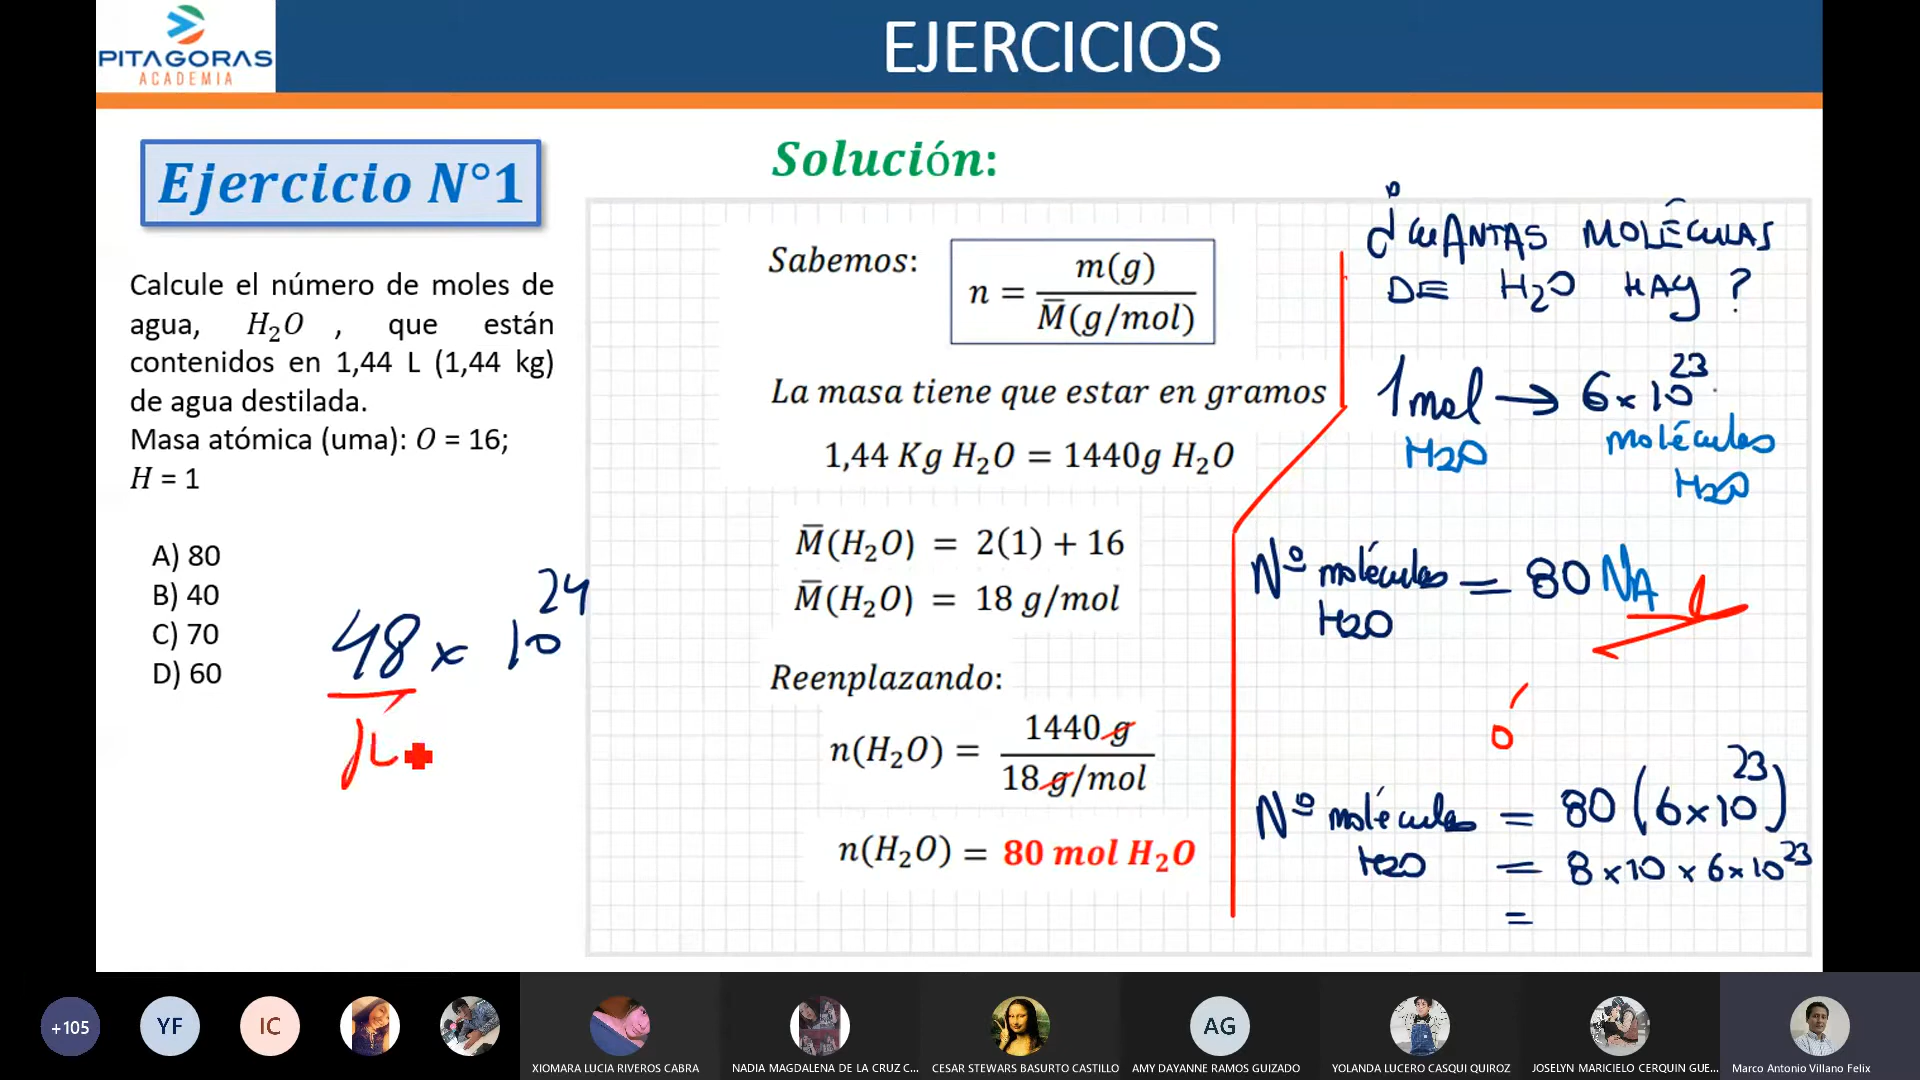 PITAGORAS
ACADEMIA
EJERCICIOS
Ejercicio N°1
Calcule el número de moles de
agua, H₂O , que están
contenidos en 1,44 L (1,44 kg)
de agua destilada.
Masa atómica (uma): O = 16;
H = 1
A) 80
B) 40
C) 70
D) 60
48 x 10²⁴
Solución:
Sabemos: n = m(g) / M̅(g/mol)
La masa tiene que estar en gramos
1,44 Kg H₂O = 1440g H₂O
M̅(H₂O) = 2(1) + 16
M̅(H₂O) = 18 g/mol
Reenplazando:
n(H₂O) = 1440 g / 18 g/mol
n(H₂O) = 80 mol H₂O
¿CUANTAS MOLÉCULAS
DE H2O HAY ?
1mol → 6x10²³
H2O moléculas
H2O
Nº moléculas = 80 NA
H2O
ó
Nº moléculas = 80 (6x10²³)
H2O = 8x10x6x10²³
=
+105
YF
IC
XIOMARA LUCIA RIVEROS CABRA
NADIA MAGDALENA DE LA CRUZ C...
CESAR STEWARS BASURTO CASTILLO
AG
AMY DAYANNE RAMOS GUIZADO
YOLANDA LUCERO CASQUI QUIROZ
JOSELYN MARICIELO CERQUIN GUE...
Marco Antonio Villano Felix